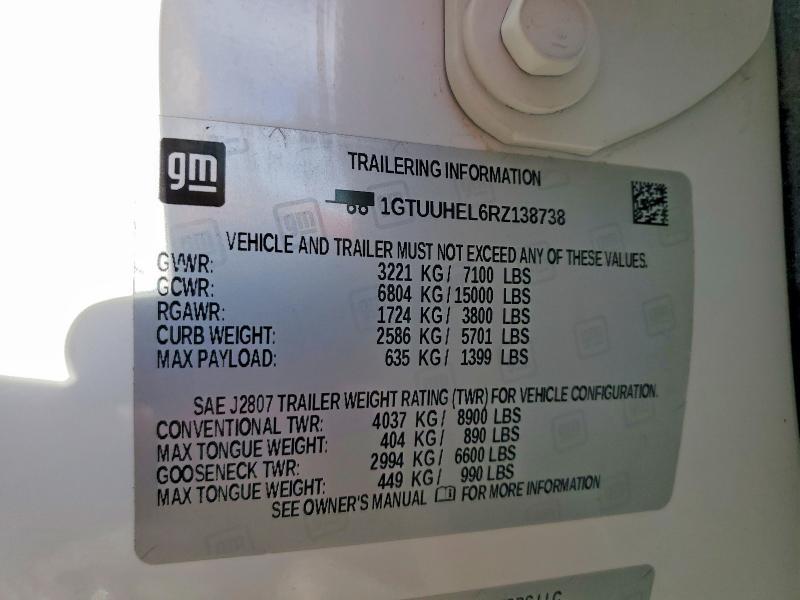 gm
TRAILERING INFORMATION
1GTUUHEL6RZ138738
VEHICLE AND TRAILER MUST NOT EXCEED ANY OF THESE VALUES.
GVWR: 3221 KG/ 7100 LBS
GCWR: 6804 KG/15000 LBS
RGAWR: 1724 KG/ 3800 LBS
CURB WEIGHT: 2586 KG/ 5701 LBS
MAX PAYLOAD: 635 KG/ 1399 LBS
SAE J2807 TRAILER WEIGHT RATING (TWR) FOR VEHICLE CONFIGURATION.
CONVENTIONAL TWR: 4037 KG/ 8900 LBS
MAX TONGUE WEIGHT: 404 KG/ 890 LBS
GOOSENECK TWR: 2994 KG/ 6600 LBS
MAX TONGUE WEIGHT: 449 KG/ 990 LBS
SEE OWNER'S MANUAL FOR MORE INFORMATION
LLC